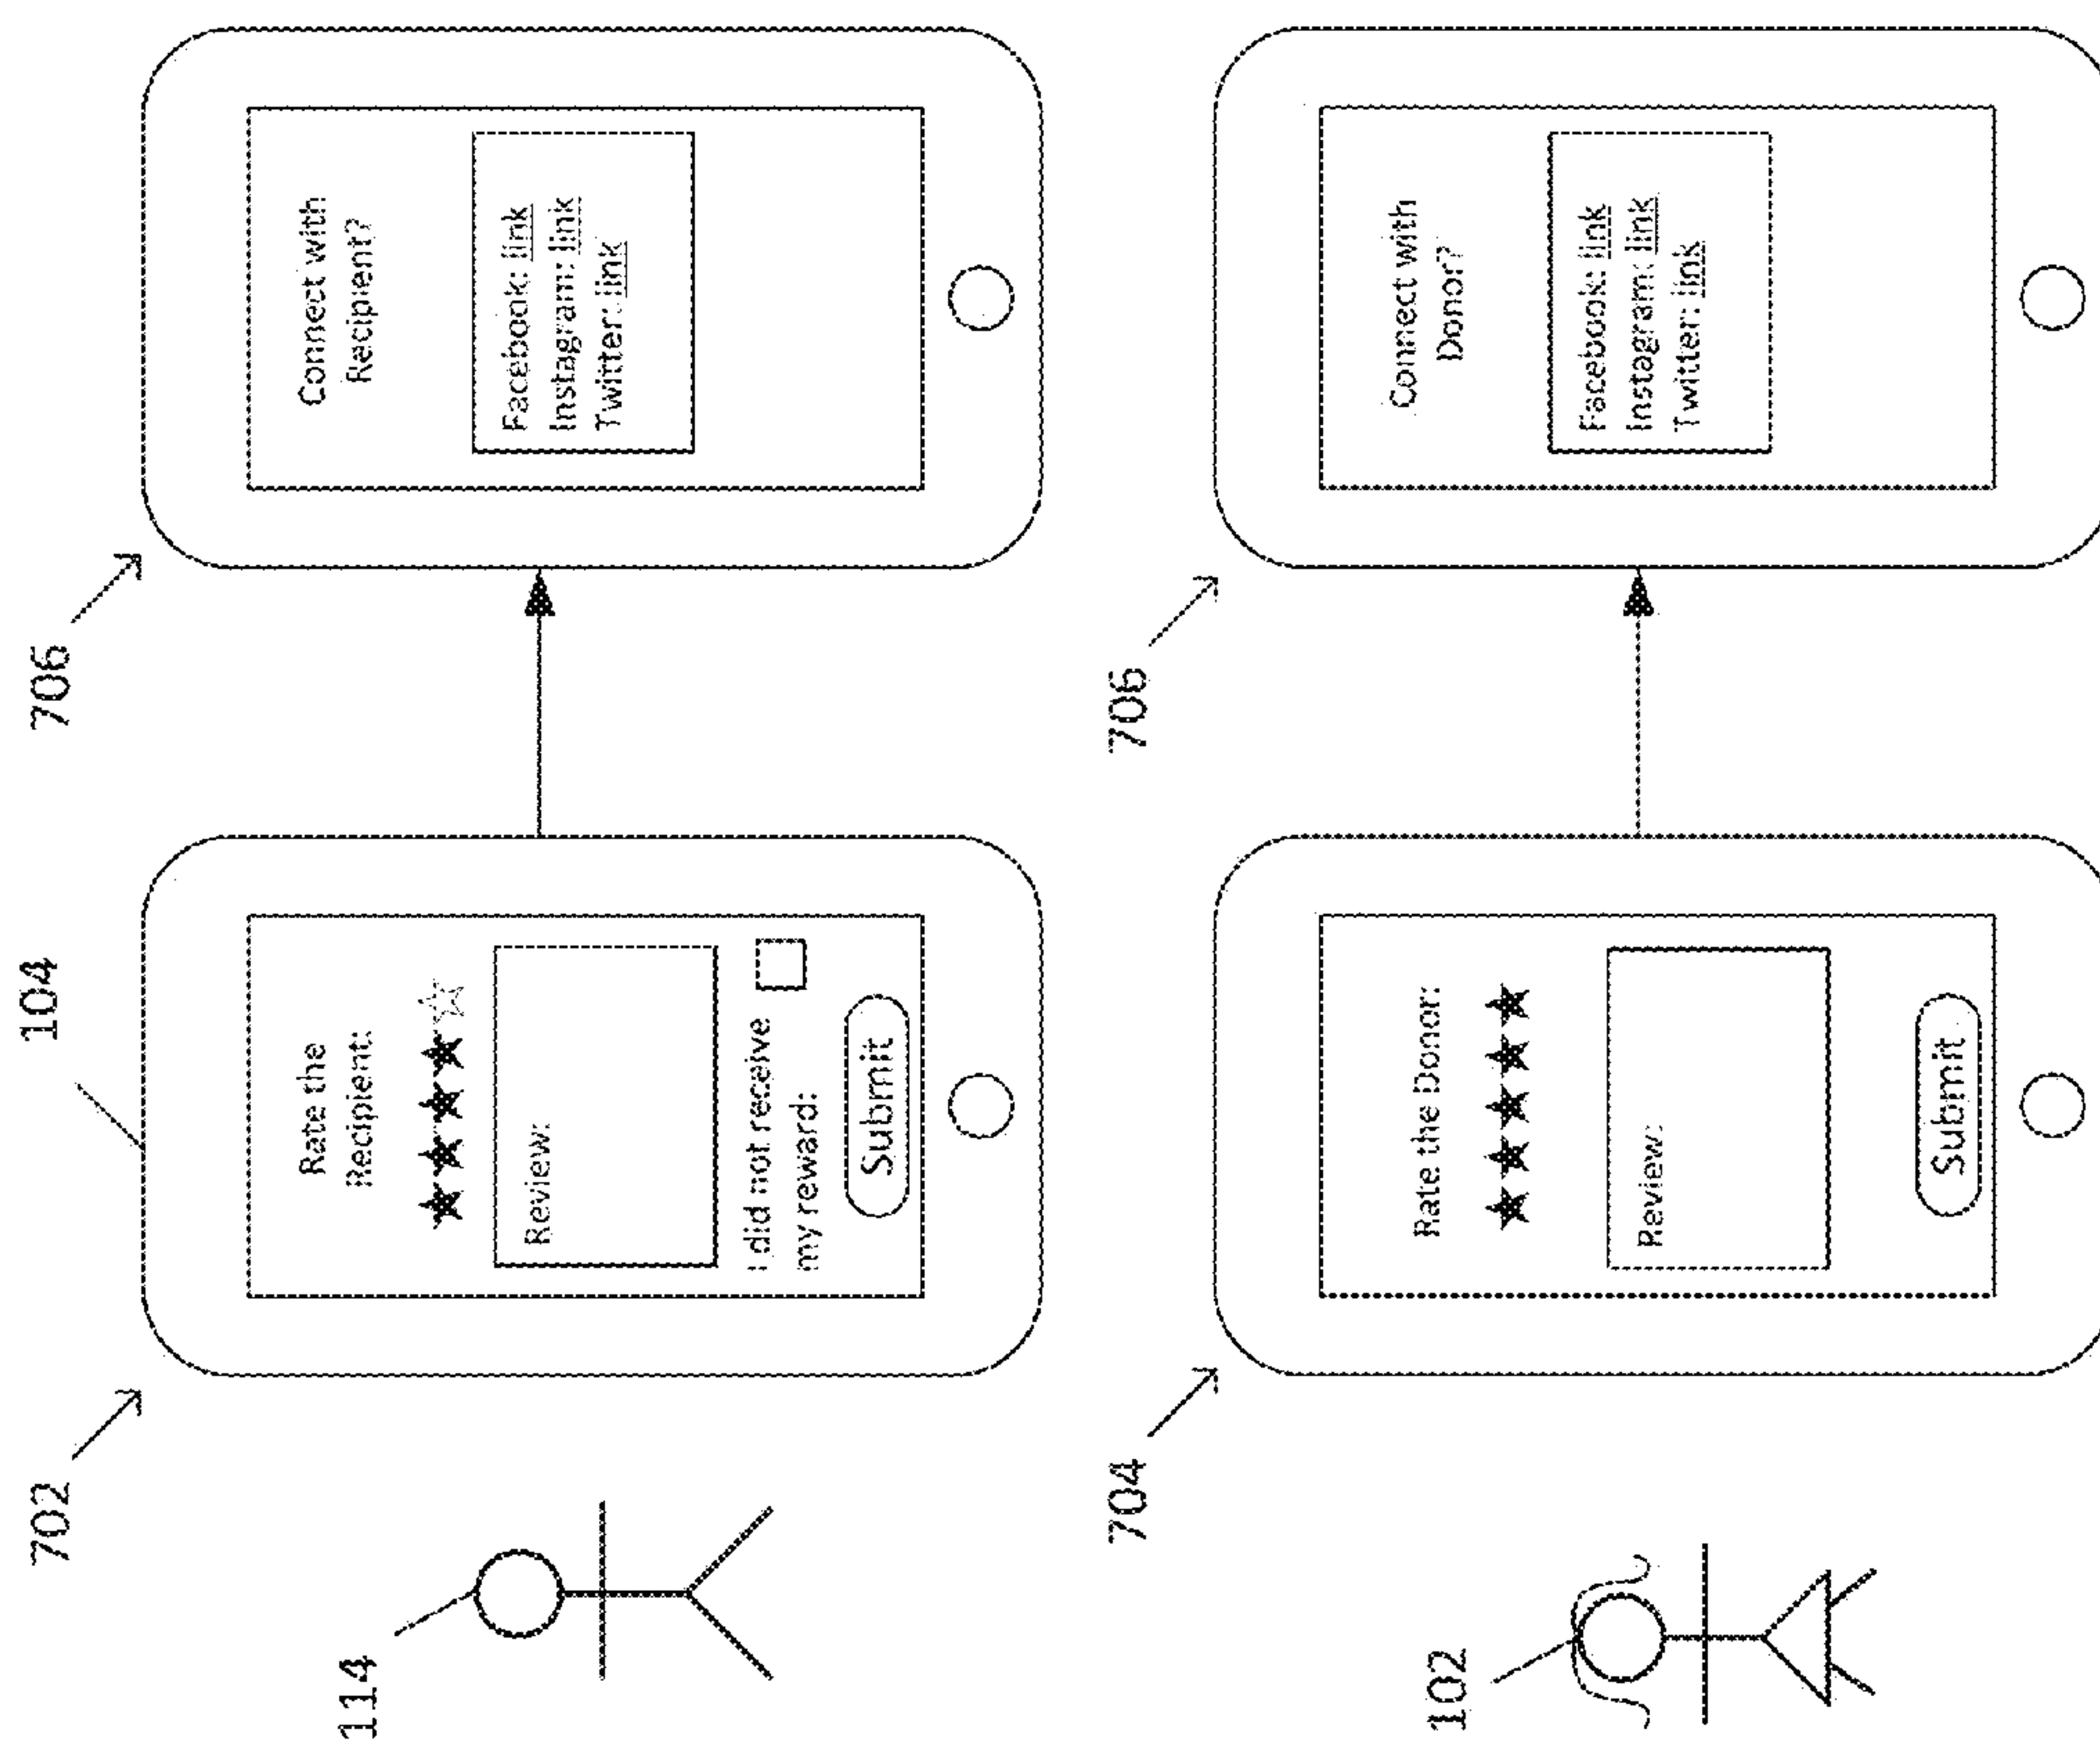 114
702
104
Rate the
Recipient:
Review:
I did not receive
my reward:
Submit
706
Connect with
Recipient?
Facebook: link
Instagram: link
Twitter: link
102
704
Rate the Donor:
Review:
Submit
706
Connect with
Donor?
Facebook: link
Instagram: link
Twitter: link